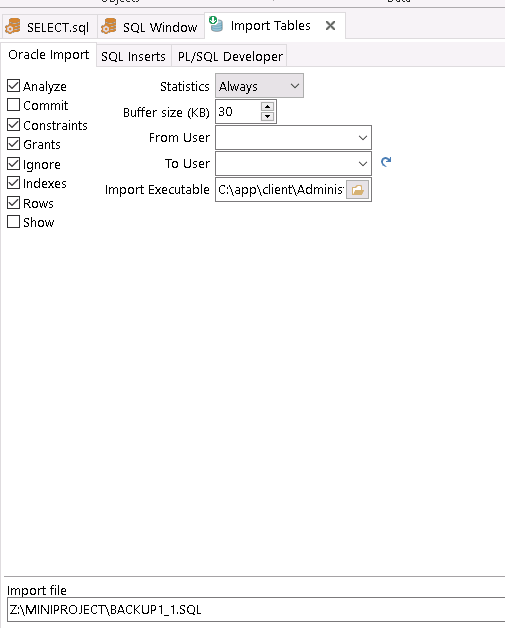 SELECT.sql SQL Window Import Tables
Oracle Import SQL Inserts PL/SQL Developer
Analyze Statistics Always
Commit Buffer size (KB) 30
Constraints From User
Grants
Ignore To User
Indexes Import Executable C:\app\client\Adminis
Rows
Show
Import file
Z:\MINIPROJECT\BACKUP1_1.SQL